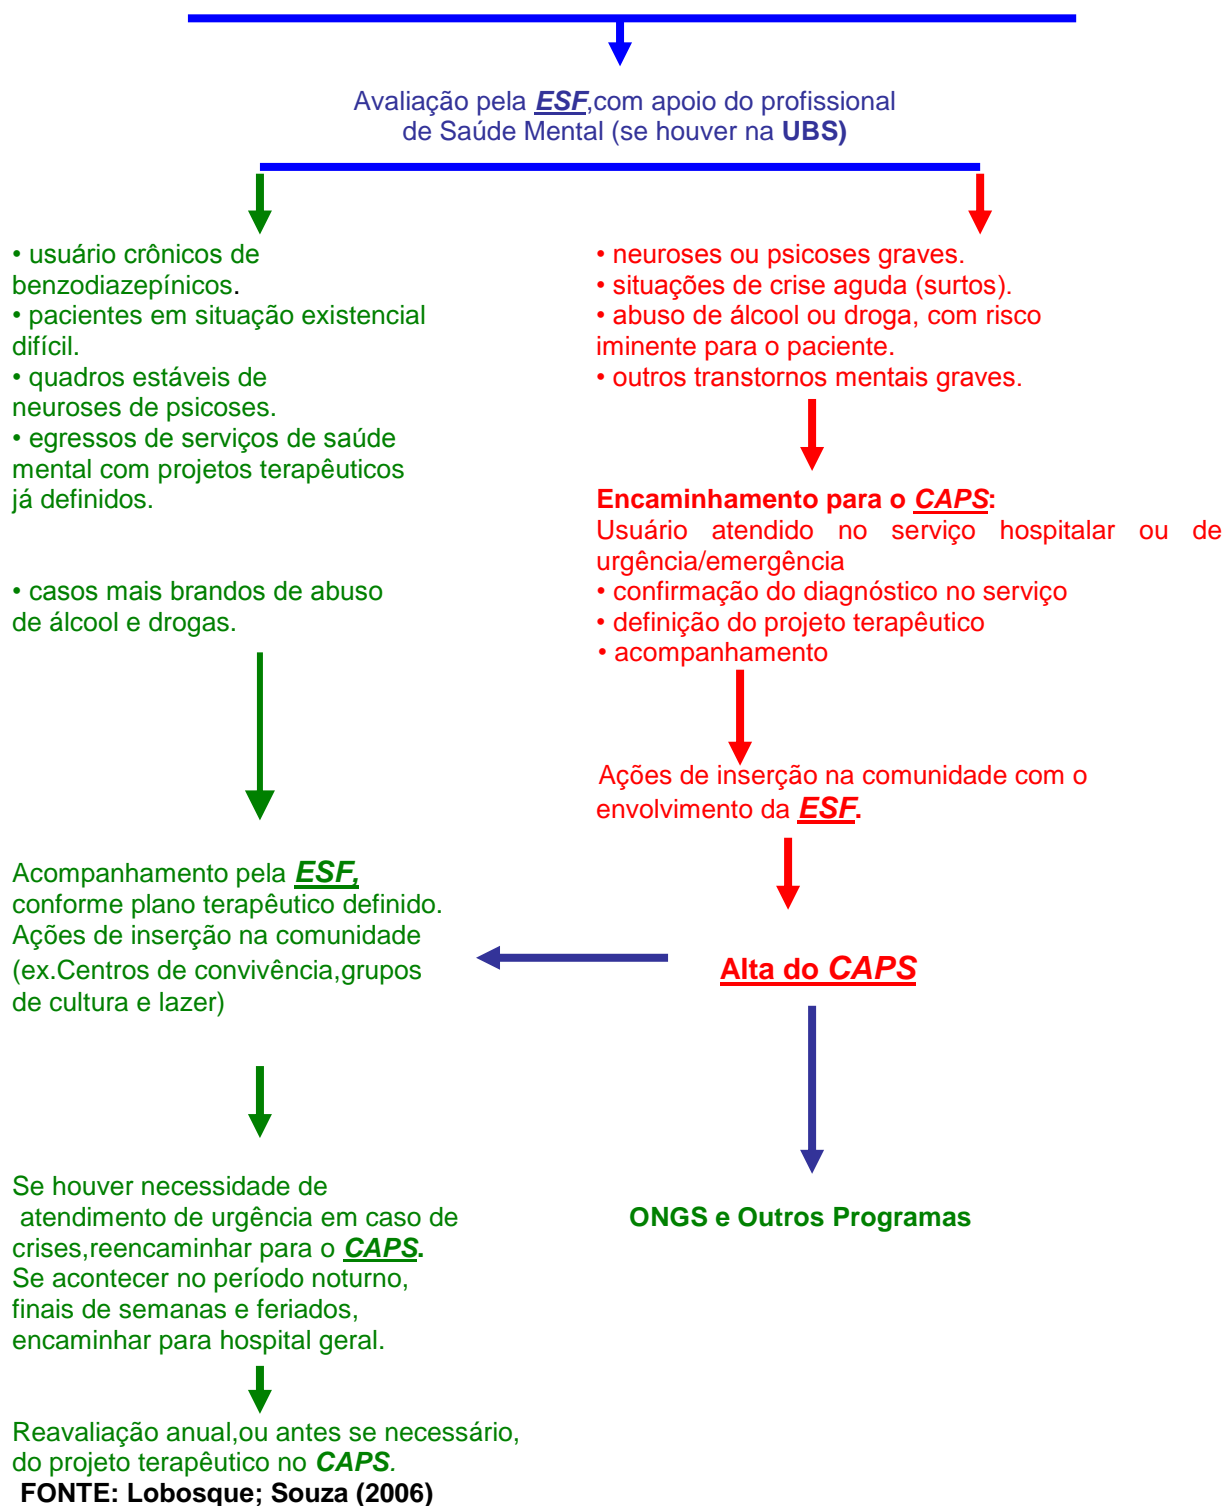 Avaliação pela ESF,com apoio do profissional
de Saúde Mental (se houver na UBS)
• usuário crônicos de
benzodiazepínicos.
• pacientes em situação existencial
difícil.
• quadros estáveis de
neuroses de psicoses.
• egressos de serviços de saúde
mental com projetos terapêuticos
já definidos.
• casos mais brandos de abuso
de álcool e drogas.
• neuroses ou psicoses graves.
• situações de crise aguda (surtos).
• abuso de álcool ou droga, com risco
iminente para o paciente.
• outros transtornos mentais graves.
Encaminhamento para o CAPS:
Usuário atendido no serviço hospitalar ou de
urgência/emergência
• confirmação do diagnóstico no serviço
• definição do projeto terapêutico
• acompanhamento
Ações de inserção na comunidade com o
envolvimento da ESF.
Acompanhamento pela ESF,
conforme plano terapêutico definido.
Ações de inserção na comunidade
(ex.Centros de convivência,grupos
de cultura e lazer)
Alta do CAPS
Se houver necessidade de
atendimento de urgência em caso de
crises,reencaminhar para o CAPS.
Se acontecer no período noturno,
finais de semanas e feriados,
encaminhar para hospital geral.
ONGS e Outros Programas
Reavaliação anual,ou antes se necessário,
do projeto terapêutico no CAPS.
FONTE: Lobosque; Souza (2006)